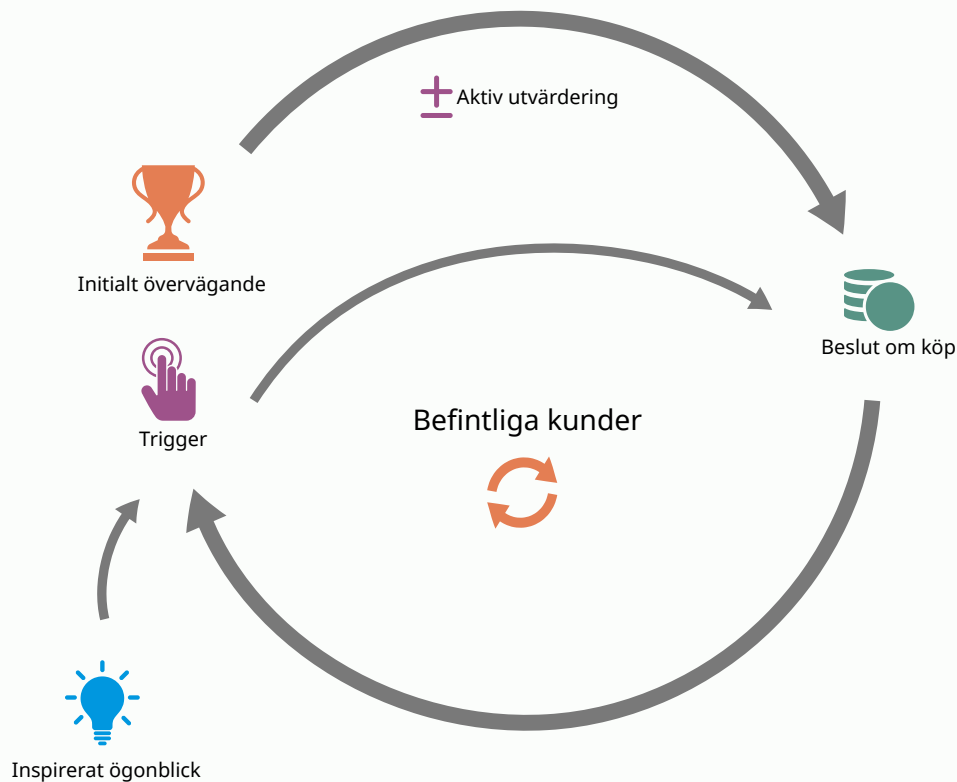 Aktiv utvärdering
Initialt övervägande
Beslut om köp
Trigger
Befintliga kunder
Inspirerat ögonblick